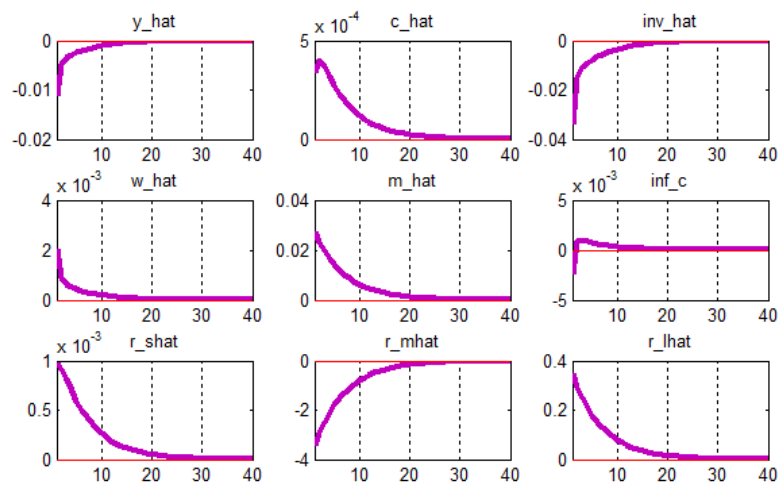 y_hat
0
-0.01
-0.02
10 20 30 40
x 10^-4
c_hat
5
0
10 20 30 40
inv_hat
0
-0.02
-0.04
10 20 30 40
x 10^-3
w_hat
4
2
0
10 20 30 40
m_hat
0.04
0.02
0
10 20 30 40
x 10^-3
inf_c
5
0
-5
10 20 30 40
x 10^-3
r_shat
1
0.5
0
10 20 30 40
r_mhat
0
-2
-4
10 20 30 40
r_lhat
0.4
0.2
0
10 20 30 40